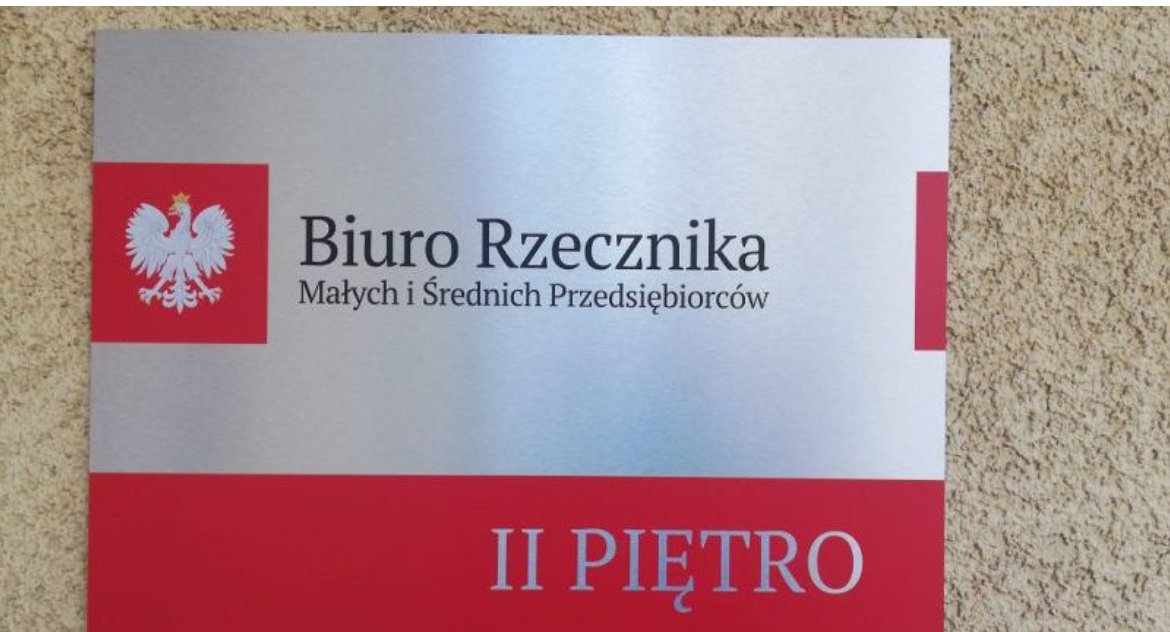 Biuro Rzecznika
Małych i Średnich Przedsiębiorców
II PIĘTRO